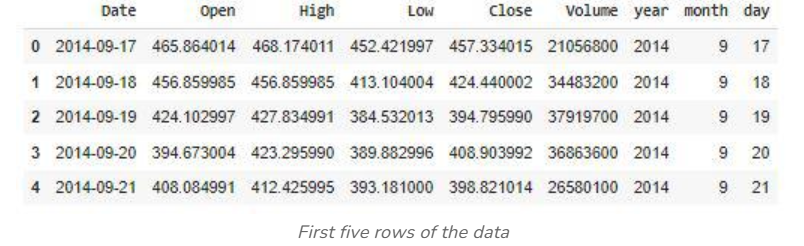 Date Open High Low Close Volume year month day
0 2014-09-17 465.864014 468.174011 452.421997 457.334015 21056800 2014 9 17
1 2014-09-18 456.859985 456.859985 413.104004 424.440002 34483200 2014 9 18
2 2014-09-19 424.102997 427.834991 384.532013 394.795990 37919700 2014 9 19
3 2014-09-20 394.673004 423.295990 389.882996 408.903992 36863600 2014 9 20
4 2014-09-21 408.084991 412.425995 393.181000 398.821014 26580100 2014 9 21
First five rows of the data